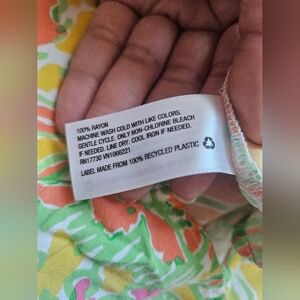 100% RAYON
MACHINE WASH COLD WITH LIKE COLORS.
GENTLE CYCLE. ONLY NON-CHLORINE BLEACH
IF NEEDED. LINE DRY. COOL IRON IF NEEDED.
RN17730 VN1066220
LABEL MADE FROM 100% RECYCLED PLASTIC